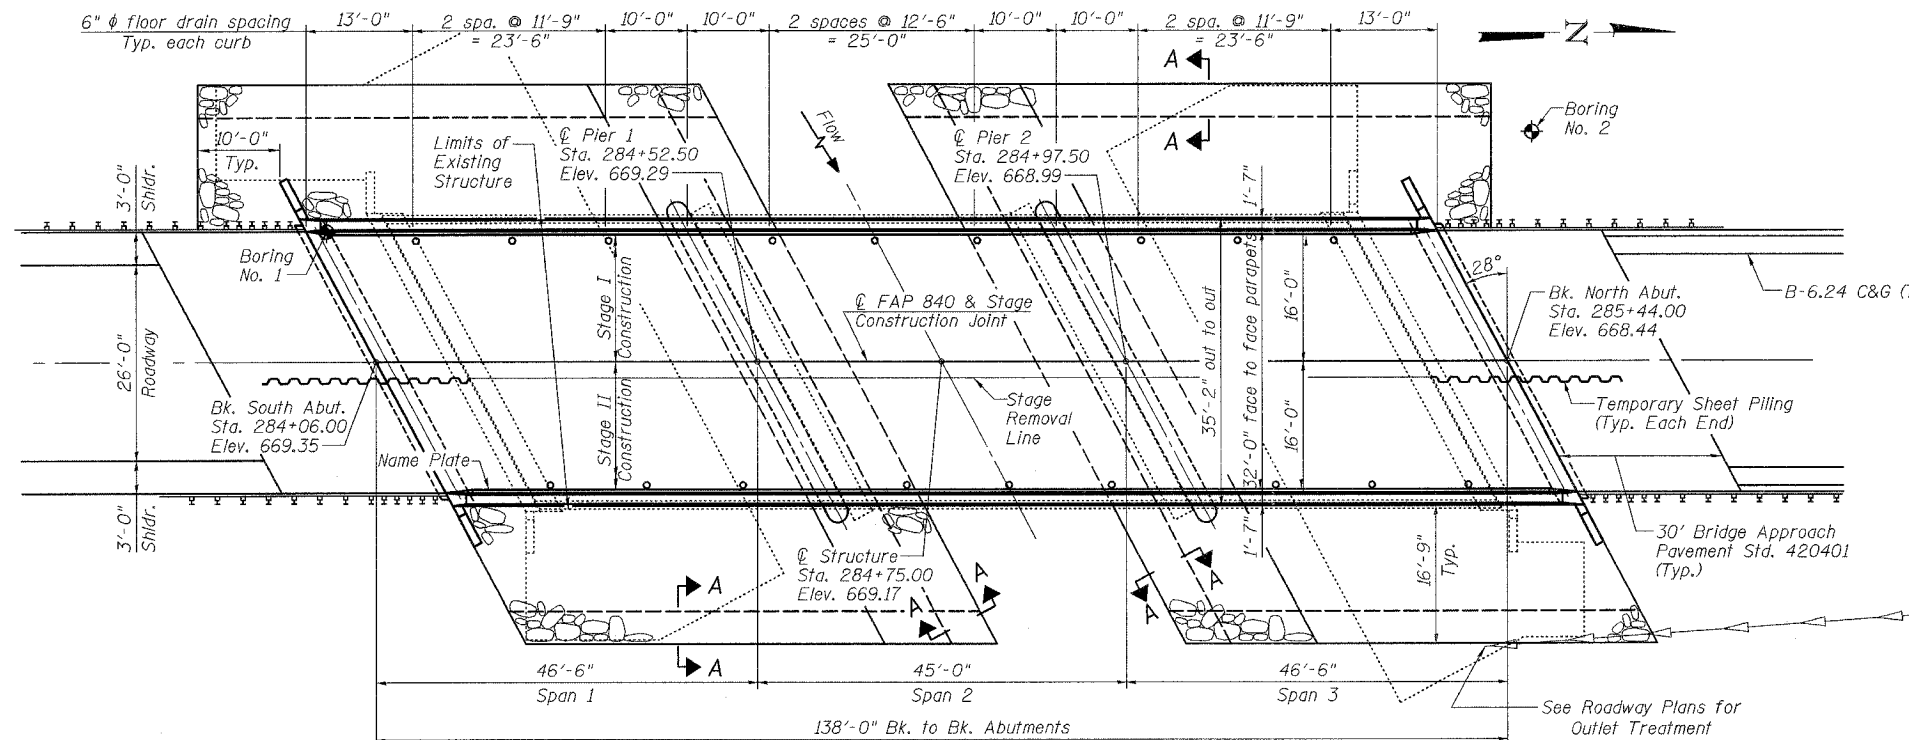 6" ϕ floor drain spacing
Typ. each curb
13'-0"
2 spa. @ 11'-9"
= 23'-6"
10'-0"
10'-0"
2 spaces @ 12'-6"
= 25'-0"
10'-0"
10'-0"
2 spa. @ 11'-9"
= 23'-6"
13'-0"
N
A
A
Boring
No. 2
Flow
10'-0"
Typ.
Limits of
Existing
Structure
℄ Pier 1
Sta. 284+52.50
Elev. 669.29
℄ Pier 2
Sta. 284+97.50
Elev. 668.99
3'-0"
Shldr.
1'-7"
Boring
No. 1
Stage I
Construction
℄ FAP 840 & Stage
Construction Joint
16'-0"
28°
Bk. North Abut.
Sta. 285+44.00
Elev. 668.44
B-6.24 C&G
26'-0"
Roadway
35'-2" out to out
32'-0" face to face parapets
Bk. South Abut.
Sta. 284+06.00
Elev. 669.35
Stage II
Construction
Stage
Removal
Line
16'-0"
Temporary Sheet Piling
(Typ. Each End)
Name Plate
3'-0"
Shldr.
1'-7"
℄ Structure
Sta. 284+75.00
Elev. 669.17
16'-9"
Typ.
30' Bridge Approach
Pavement Std. 420401
(Typ.)
A
A
A
A
A
A
46'-6"
Span 1
45'-0"
Span 2
46'-6"
Span 3
See Roadway Plans for
Outlet Treatment
138'-0" Bk. to Bk. Abutments